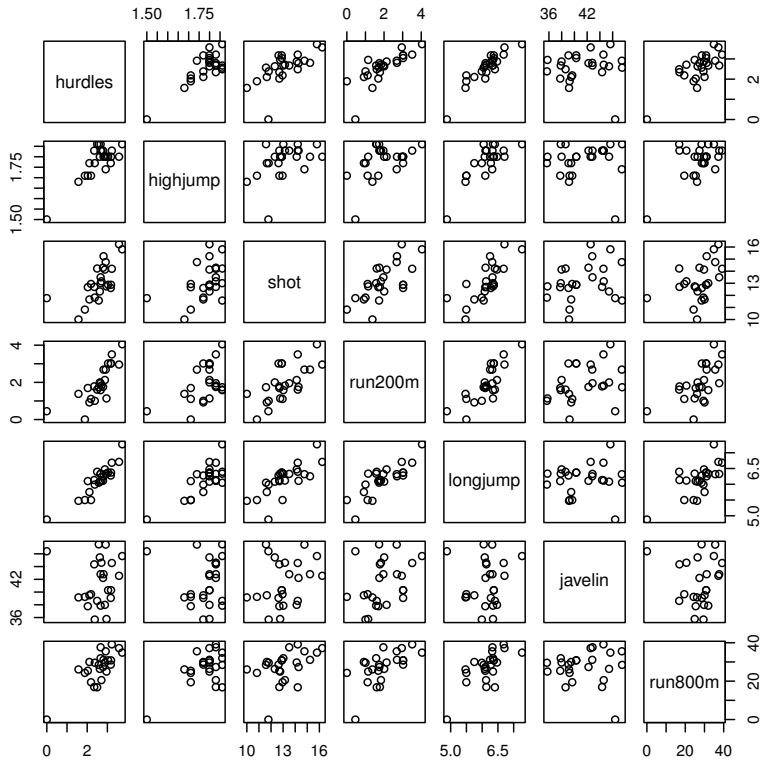 1.50 1.75 0 2 4 36 42
hurdles 0 2
1.50 1.75 highjump
shot 10 13 16
0 2 4 run200m
longjump 5.0 6.5
36 42 javelin
run800m 0 20 40
0 2 10 13 16 5.0 6.5 0 20 40